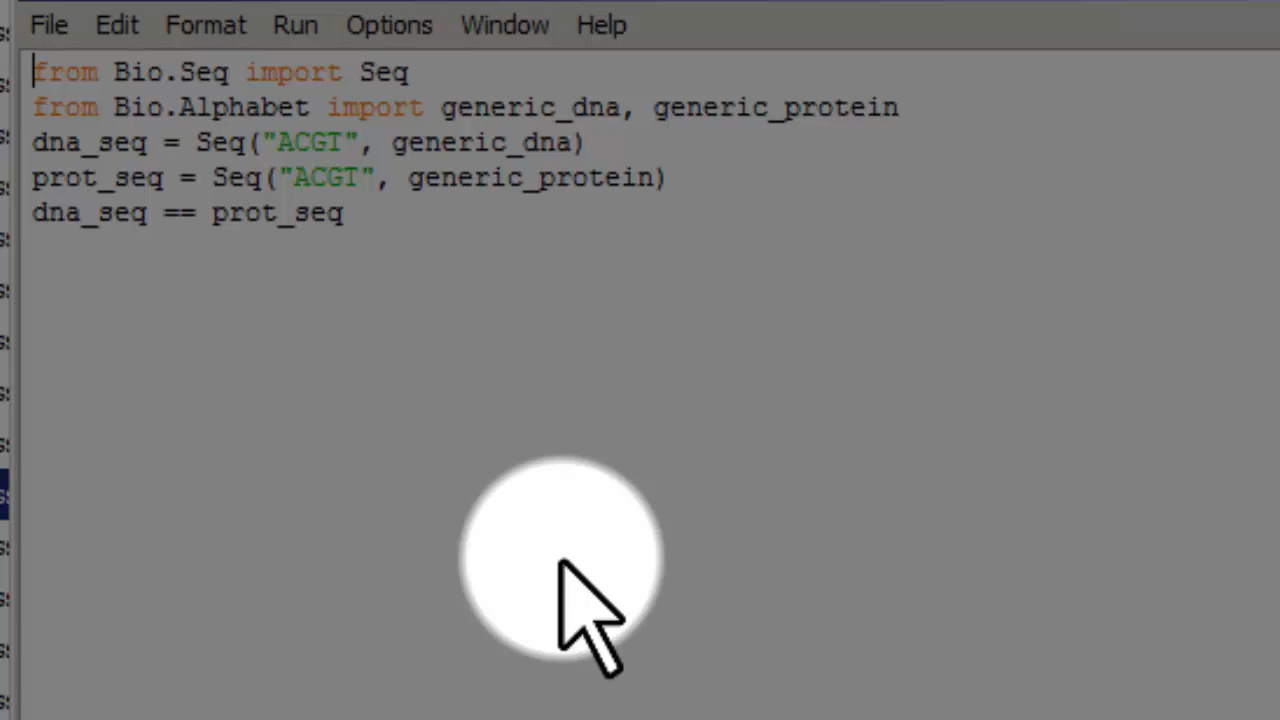 File Edit Format Run Options Window Help
from Bio.Seq import Seq
from Bio.Alphabet import generic_dna, generic_protein
dna_seq = Seq("ACGT", generic_dna)
prot_seq = Seq("ACGT", generic_protein)
dna_seq == prot_seq